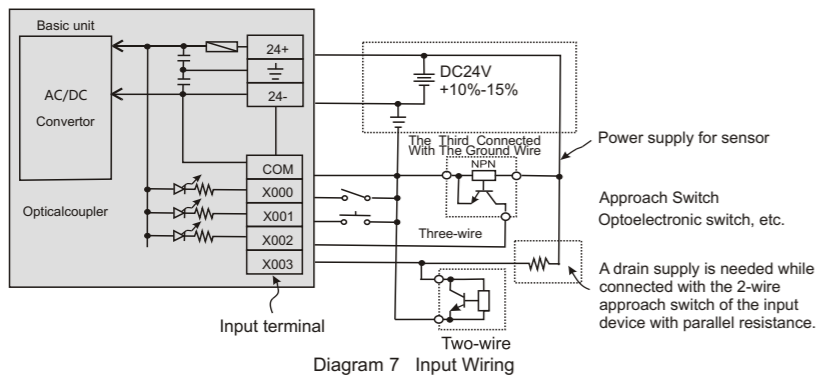 Basic unit
AC/DC
Convertor
Opticalcoupler
24+
24-
COM
X000
X001
X002
X003
Input terminal
DC24V
+10%-15%
The Third Connected
With The Ground Wire
NPN
Three-wire
Two-wire
Power supply for sensor
Approach Switch
Optoelectronic switch, etc.
A drain supply is needed while
connected with the 2-wire
approach switch of the input
device with parallel resistance.
Diagram 7 Input Wiring